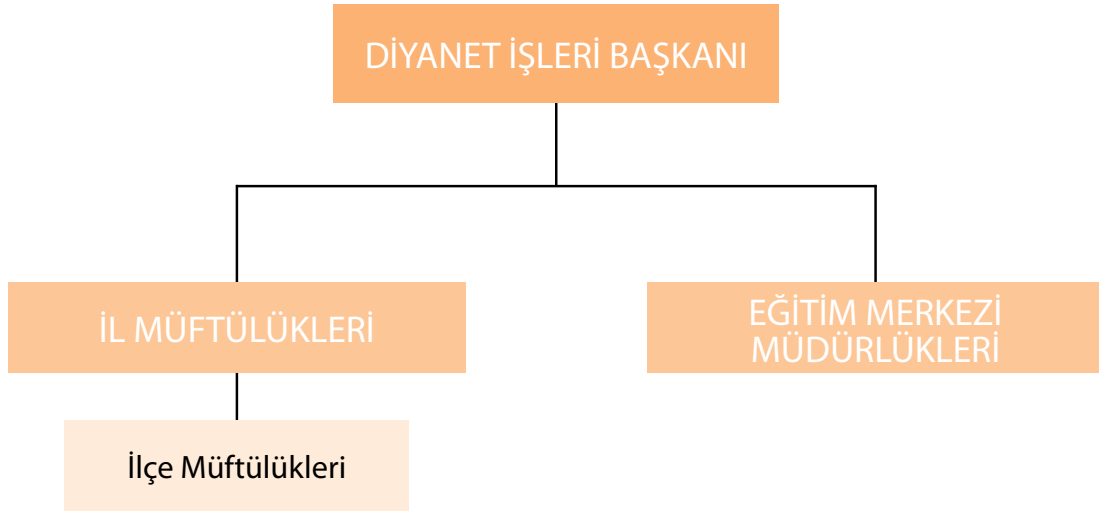 DİYANET İŞLERİ BAŞKANI
İL MÜFTÜLÜKLERİ
EĞİTİM MERKEZİ
MÜDÜRLÜKLERİ
İlçe Müftülükleri